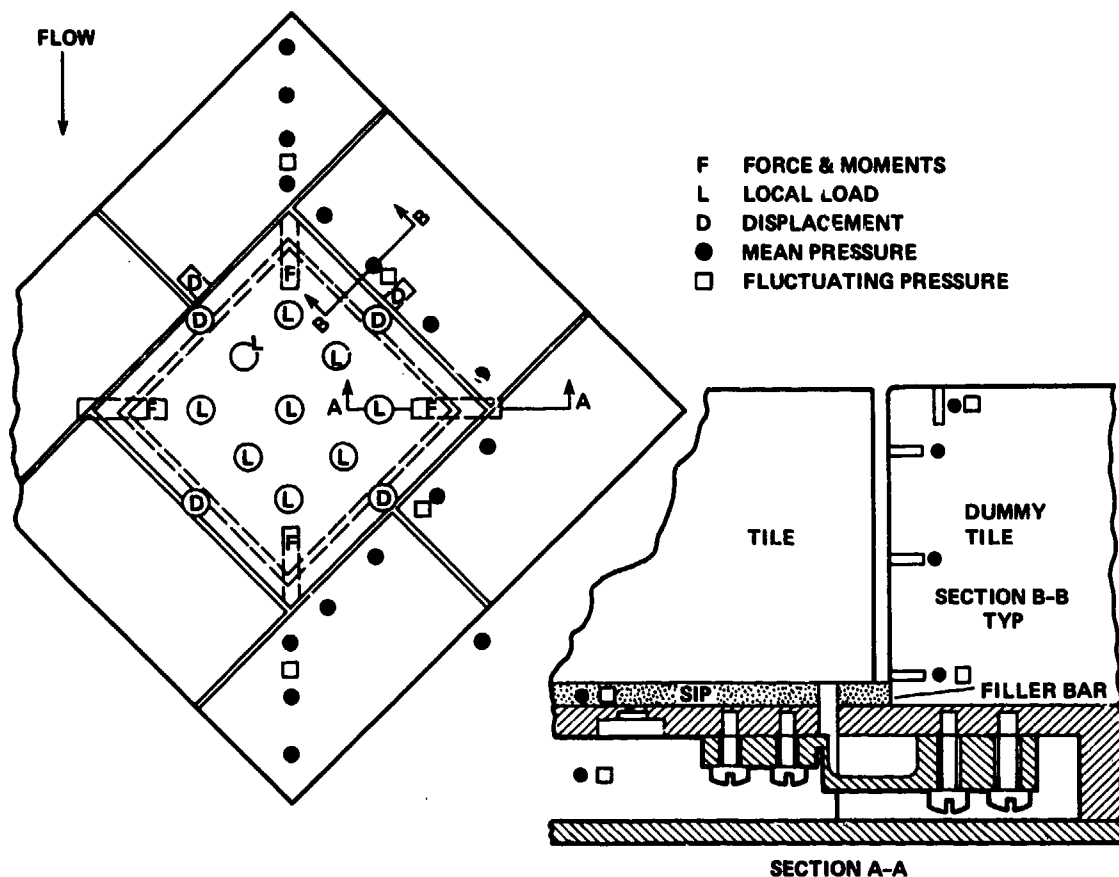 FLOW
F FORCE & MOMENTS
L LOCAL LOAD
D DISPLACEMENT
● MEAN PRESSURE
□ FLUCTUATING PRESSURE
B
D
F
D
B
D
L
D
L
L
A
F
L
L
L
F
A
L
L
D
L
D
F
TILE
DUMMY
TILE
SECTION B-B
TYP
SIP
FILLER BAR
SECTION A-A